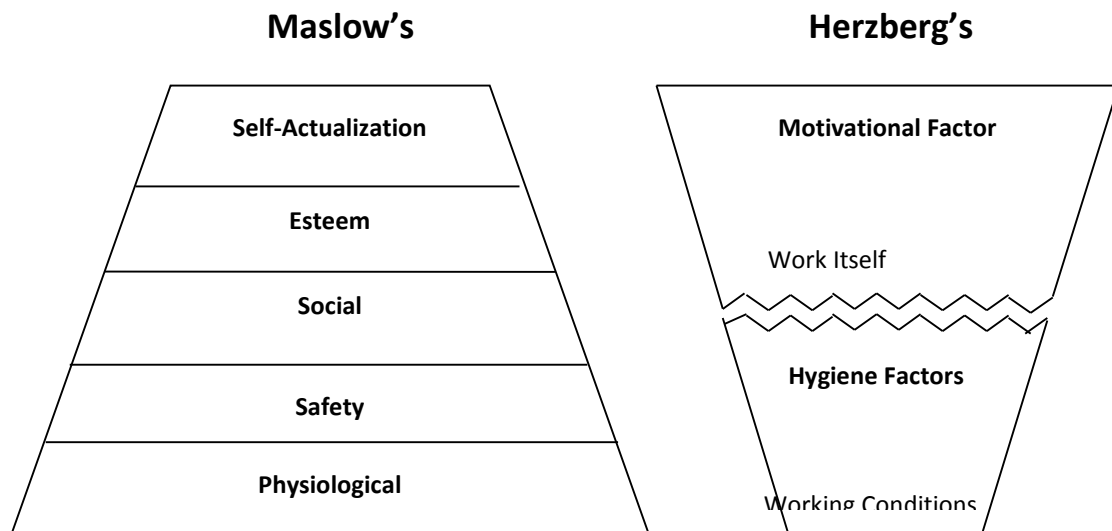 Maslow’s
Herzberg’s
Self-Actualization
Motivational Factor
Esteem
Work Itself
Social
Hygiene Factors
Safety
Physiological
Working Conditions